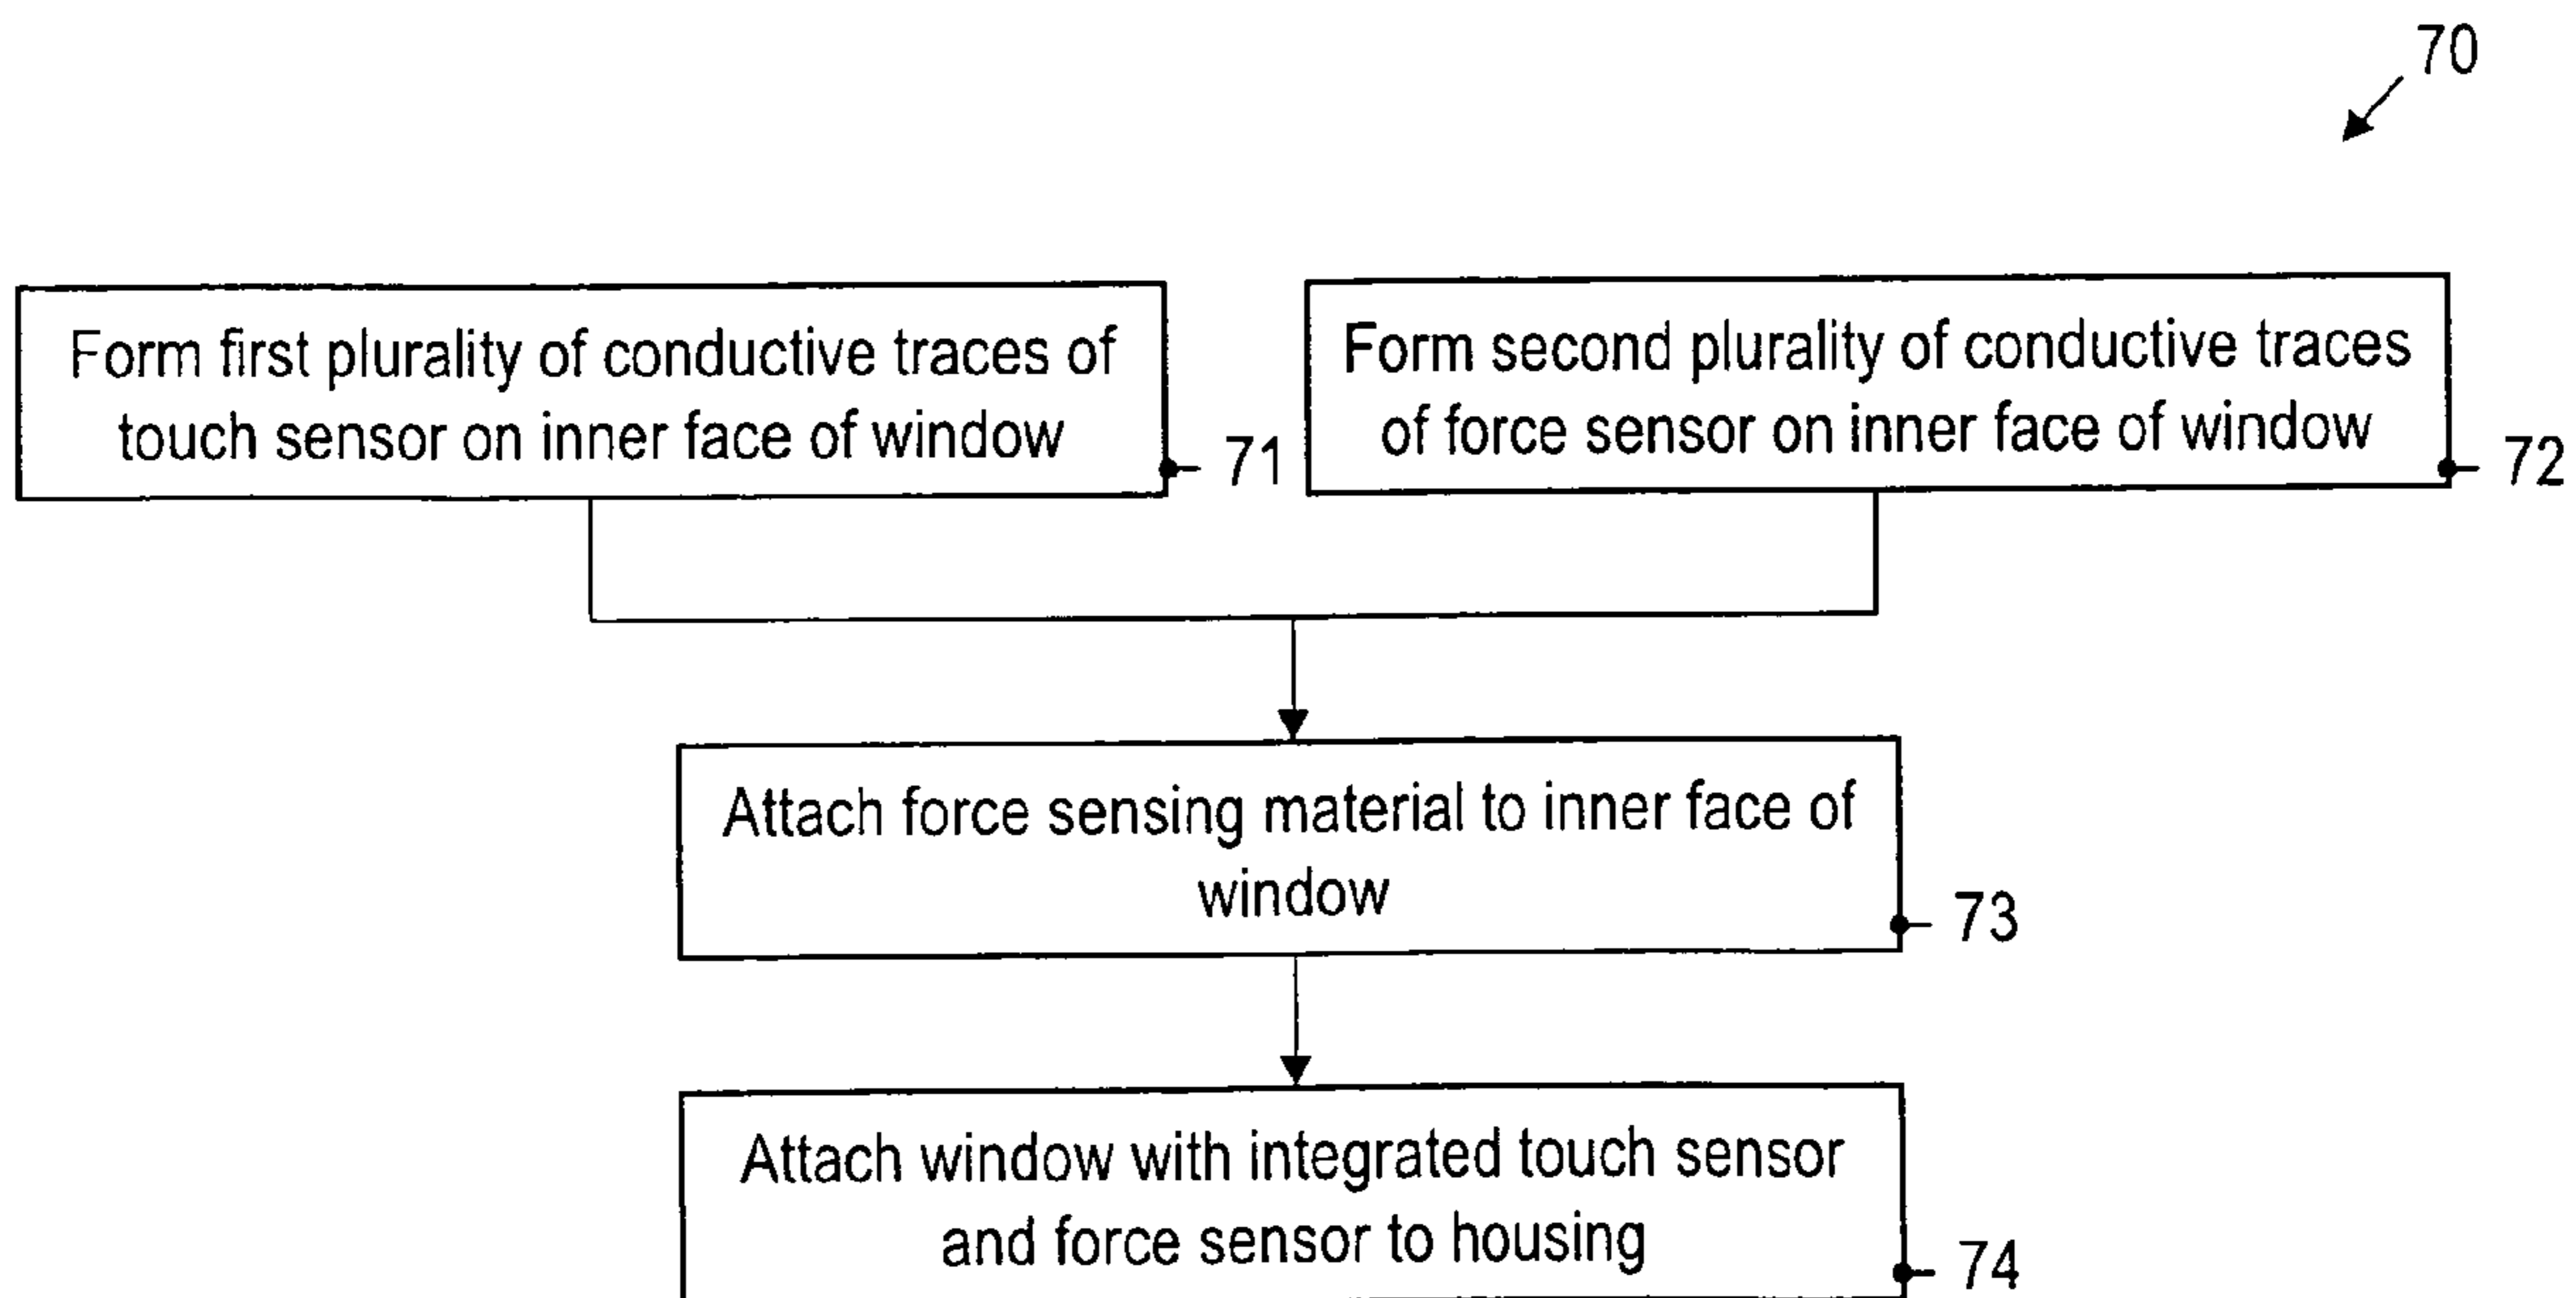 70
Form first plurality of conductive traces of
touch sensor on inner face of window
71
Form second plurality of conductive traces
of force sensor on inner face of window
72
Attach force sensing material to inner face of
window
73
Attach window with integrated touch sensor
and force sensor to housing
74